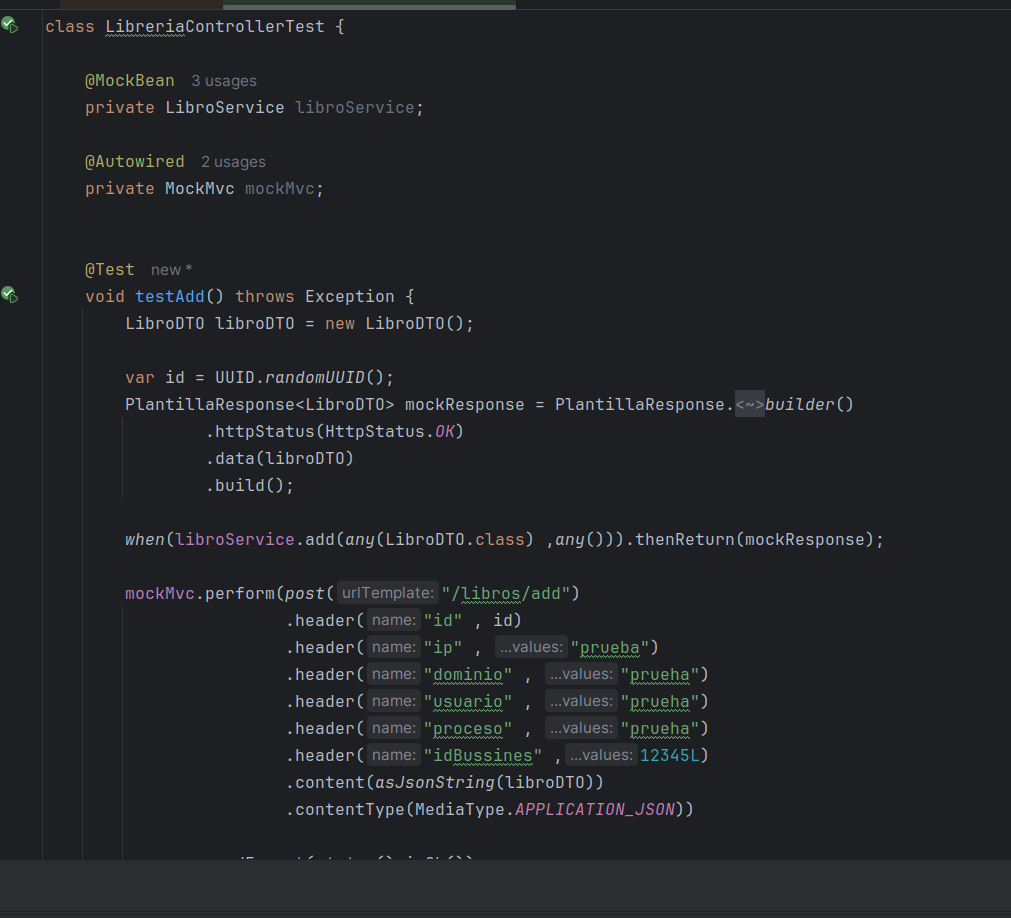 class LibreriaControllerTest {
@MockBean 3 usages
private LibroService libroService;
@Autowired 2 usages
private MockMvc mockMvc;
@Test new *
void testAdd() throws Exception {
LibroDTO libroDTO = new LibroDTO();
var id = UUID.randomUUID();
PlantillaResponse<LibroDTO> mockResponse = PlantillaResponse.<~>builder()
.httpStatus(HttpStatus.OK)
.data(libroDTO)
.build();
when(libroService.add(any(LibroDTO.class) ,any())).thenReturn(mockResponse);
mockMvc.perform(post( urlTemplate: "/libros/add")
.header( name: "id" , id)
.header( name: "ip" , ...values: "prueba")
.header( name: "dominio" , ...values: "prueha")
.header( name: "usuario" , ...values: "prueha")
.header( name: "proceso" , ...values: "prueha")
.header( name: "idBussines" , ...values: 12345L)
.content(asJsonString(libroDTO))
.contentType(MediaType.APPLICATION_JSON))